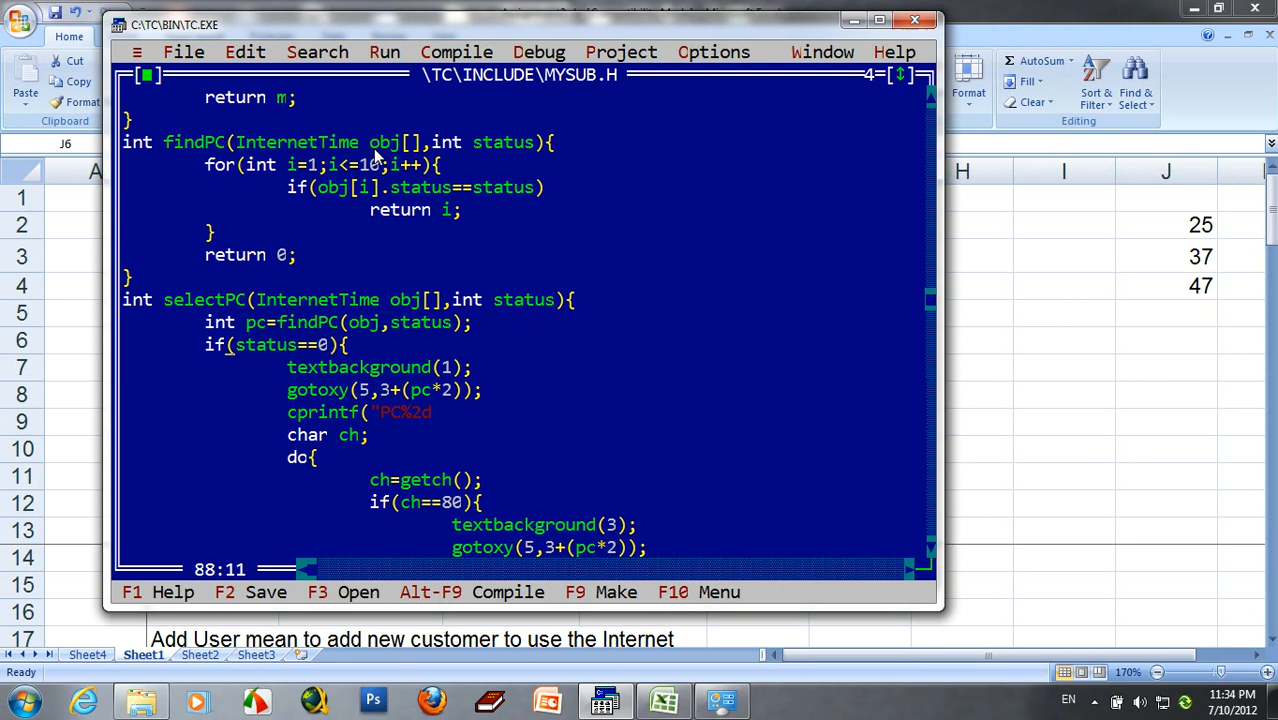 Home
Cut
Copy
Format
Paste
Clipboard
J6
C:\TC\BIN\TC.EXE
≡ File Edit Search Run Compile Debug Project Options Window Help
\TC\INCLUDE\MYSUB.H 4=[↕]
return m;
}
int findPC(InternetTime obj[],int status){
for(int i=1;i<=10;i++){
if(obj[i].status==status)
return i;
}
return 0;
}
int selectPC(InternetTime obj[],int status){
int pc=findPC(obj,status);
if(status==0){
textbackground(1);
gotoxy(5,3+(pc*2));
cprintf("PC%2d
char ch;
do{
ch=getch();
if(ch==80){
textbackground(3);
gotoxy(5,3+(pc*2));
88:11
F1 Help F2 Save F3 Open Alt-F9 Compile F9 Make F10 Menu
AutoSum
Fill
Clear
Format
Sort & Filter
Find & Select
Editing
A H I J
1
2 25
3 37
4 47
5
6
7
8
9
10
11
12
13
14
15
16
17 Add User mean to add new customer to use the Internet
Sheet4 Sheet1 Sheet2 Sheet3
Ready 170%
EN 11:34 PM
7/10/2012